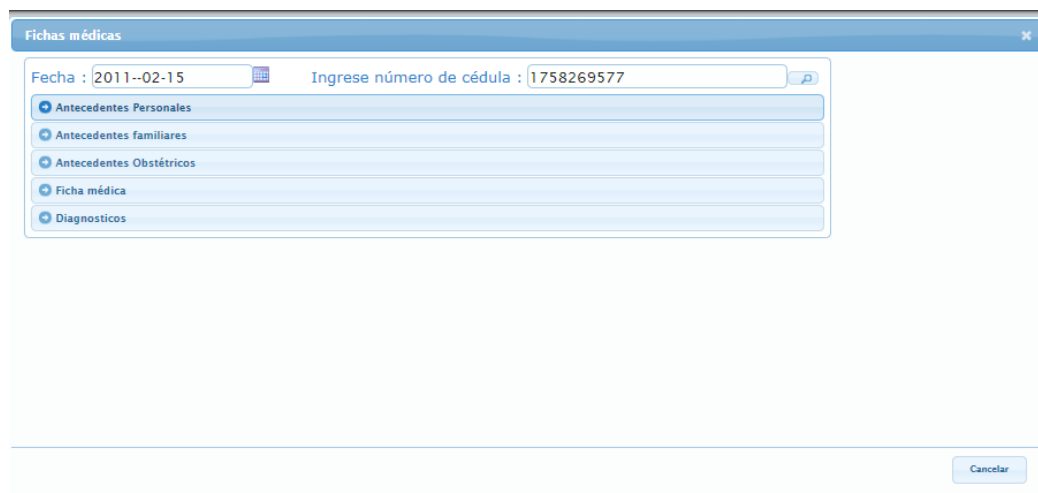 Fichas médicas
Fecha : 2011--02-15 Ingrese número de cédula : 1758269577
Antecedentes Personales
Antecedentes familiares
Antecedentes Obstétricos
Ficha médica
Diagnosticos
Cancelar